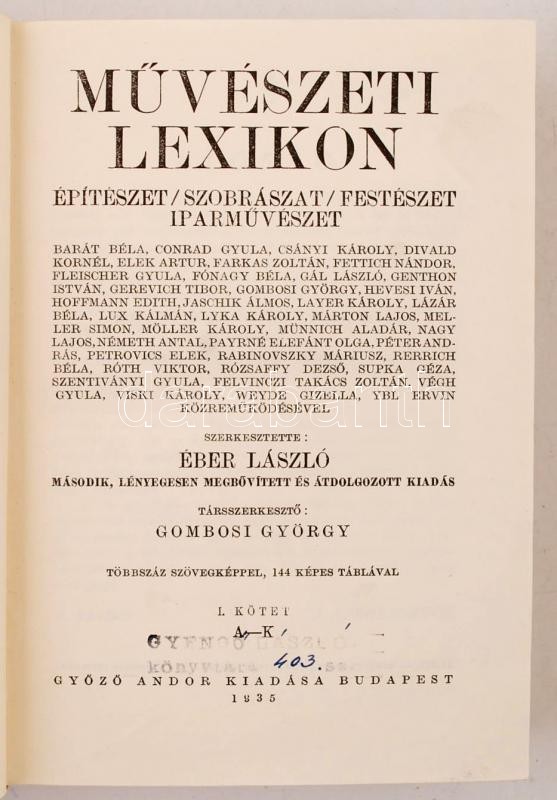 MŰVÉSZETI
LEXIKON
ÉPÍTÉSZET/SZOBRÁSZAT/FESTÉSZET
IPARMŰVÉSZET
BARÁT BÉLA, CONRAD GYULA, CSÁNYI KÁROLY, DIVALD
KORNÉL, ELEK ARTUR, FARKAS ZOLTÁN, FETTICH NÁNDOR,
FLEISCHER GYULA, FÓNAGY BÉLA, GÁL LÁSZLÓ, GENTHON
ISTVÁN, GEREVICH TIBOR, GOMBOSI GYÖRGY, HEVESI IVÁN,
HOFFMANN EDITH, JASCHIK ÁLMOS, LAYER KÁROLY, LÁZÁR
BÉLA, LUX KÁLMÁN, LYKA KÁROLY, MÁRTON LAJOS, MEL-
LER SIMON, MÖLLER KÁROLY, MÜNNICH ALADÁR, NAGY
LAJOS, NÉMETH ANTAL, PAYRNÉ ELEFÁNT OLGA, PÉTER AND-
RÁS, PETROVICS ELEK, RABINOVSZKY MÁRIUSZ, RERRICH
BÉLA, RÓTH VIKTOR, RÓZSAFFY DEZSŐ, SUPKA GÉZA,
SZENTIVÁNYI GYULA, FELVINCZI TAKÁCS ZOLTÁN, VÉGH
GYULA, VISKI KÁROLY, WEYDE GIZELLA, YBL ERVIN
KÖZREMŰKÖDÉSÉVEL
darabanth
SZERKESZTETTE:
ÉBER LÁSZLÓ
MÁSODIK, LÉNYEGESEN MEGBŐVÍTETT ÉS ÁTDOLGOZOTT KIADÁS
TÁRSSZERKESZTŐ:
GOMBOSI GYÖRGY
TÖBBSZÁZ SZÖVEGKÉPPEL, 144 KÉPES TÁBLÁVAL
I. KÖTET
A—K
LÁSZLÓ
könyvtára 403. sz.
GYŐZŐ ANDOR KIADÁSA BUDAPEST
1935